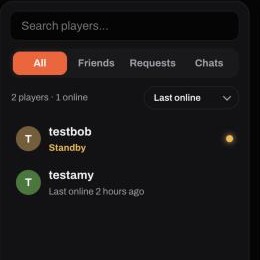 Search players...
All Friends Requests Chats
2 players · 1 online Last online
T testbob
Standby
T testamy
Last online 2 hours ago